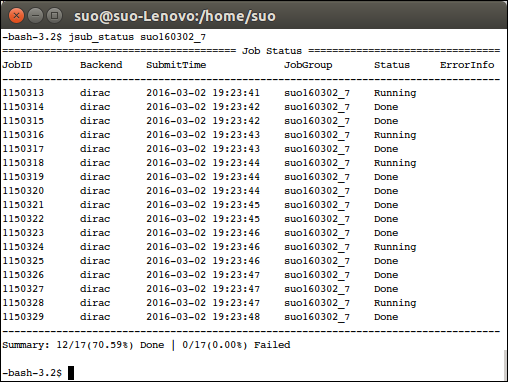 suo@suo-Lenovo:/home/suo
-bash-3.2$ jsub_status suo160302_7
==================================== Job Status ==============================
JobID Backend SubmitTime JobGroup Status ErrorInfo
--------------------------------------------------------------------------------
1150313 dirac 2016-03-02 19:23:41 suo160302_7 Running
1150314 dirac 2016-03-02 19:23:42 suo160302_7 Done
1150315 dirac 2016-03-02 19:23:42 suo160302_7 Done
1150316 dirac 2016-03-02 19:23:43 suo160302_7 Running
1150317 dirac 2016-03-02 19:23:43 suo160302_7 Done
1150318 dirac 2016-03-02 19:23:44 suo160302_7 Running
1150319 dirac 2016-03-02 19:23:44 suo160302_7 Done
1150320 dirac 2016-03-02 19:23:44 suo160302_7 Done
1150321 dirac 2016-03-02 19:23:45 suo160302_7 Done
1150322 dirac 2016-03-02 19:23:45 suo160302_7 Done
1150323 dirac 2016-03-02 19:23:46 suo160302_7 Done
1150324 dirac 2016-03-02 19:23:46 suo160302_7 Running
1150325 dirac 2016-03-02 19:23:46 suo160302_7 Done
1150326 dirac 2016-03-02 19:23:47 suo160302_7 Done
1150327 dirac 2016-03-02 19:23:47 suo160302_7 Done
1150328 dirac 2016-03-02 19:23:47 suo160302_7 Running
1150329 dirac 2016-03-02 19:23:48 suo160302_7 Done
--------------------------------------------------------------------------------
Summary: 12/17(70.59%) Done | 0/17(0.00%) Failed
-bash-3.2$